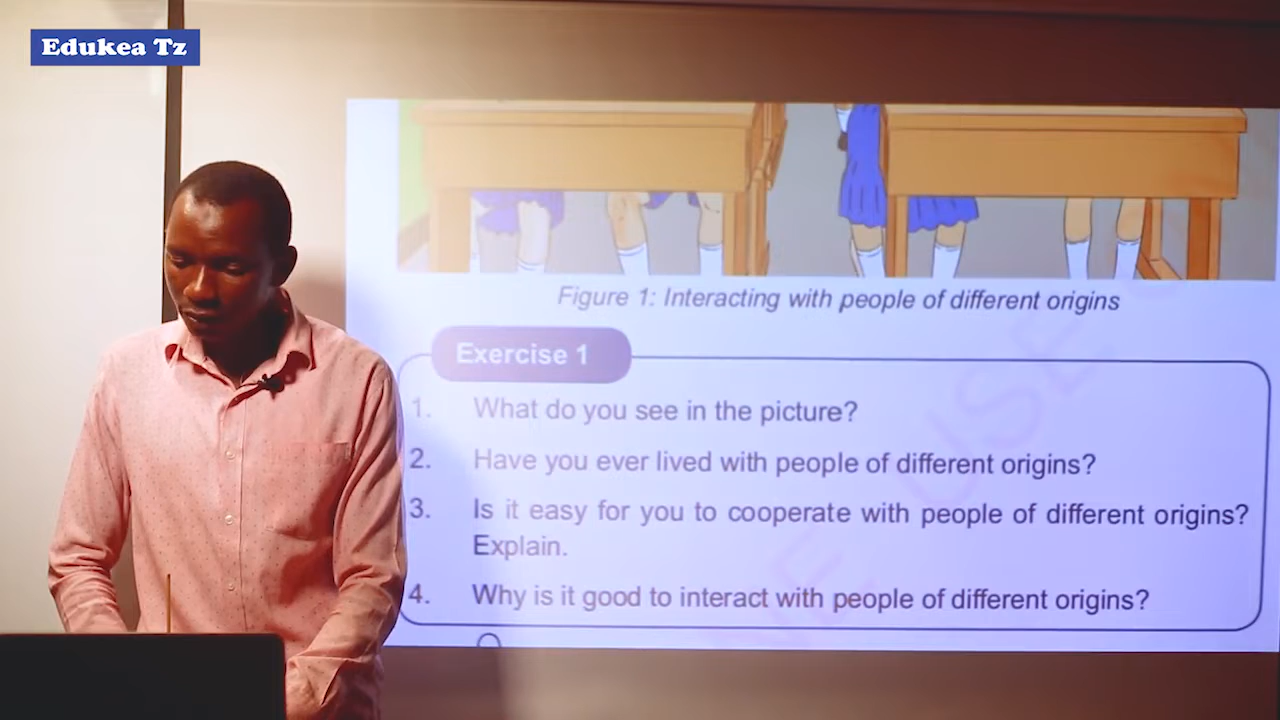 Edukea Tz
Figure 1: Interacting with people of different origins
Exercise 1
1. What do you see in the picture?
2. Have you ever lived with people of different origins?
3. Is it easy for you to cooperate with people of different origins?
Explain.
4. Why is it good to interact with people of different origins?